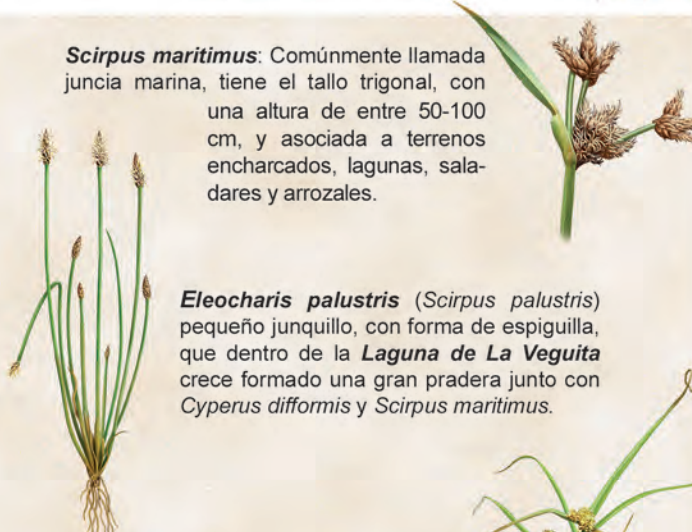 Scirpus maritimus: Comúnmente llamada
juncia marina, tiene el tallo trigonal, con
una altura de entre 50-100
cm, y asociada a terrenos
encharcados, lagunas, sala-
dares y arrozales.
Eleocharis palustris (Scirpus palustris)
pequeño junquillo, con forma de espiguilla,
que dentro de la Laguna de La Veguita
crece formado una gran pradera junto con
Cyperus difformis y Scirpus maritimus.